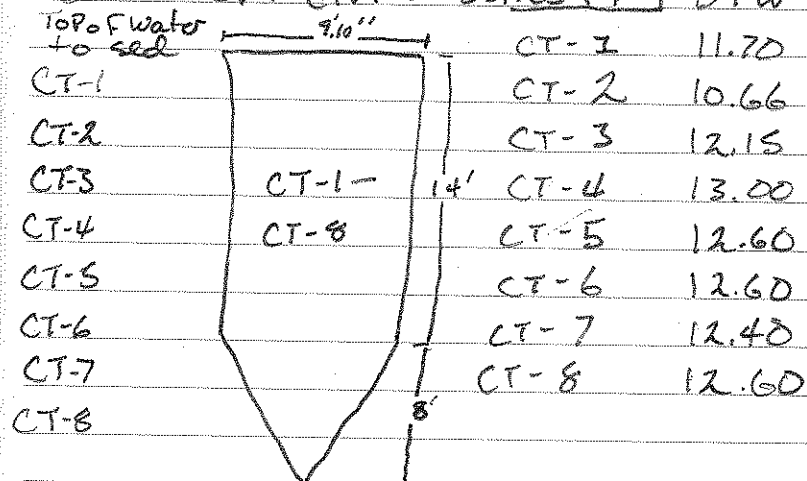 DTW
Top of water
to sed
9'10"
CT-1 11.70
CT-1
CT-2 10.66
CT-2
CT-3 12.15
CT-3 CT-1 - 14' CT-4 13.00
CT-4 CT-8 CT-5 12.60
CT-5 CT-6 12.60
CT-6 CT-7 12.40
CT-7 CT-8 12.60
CT-8 8'